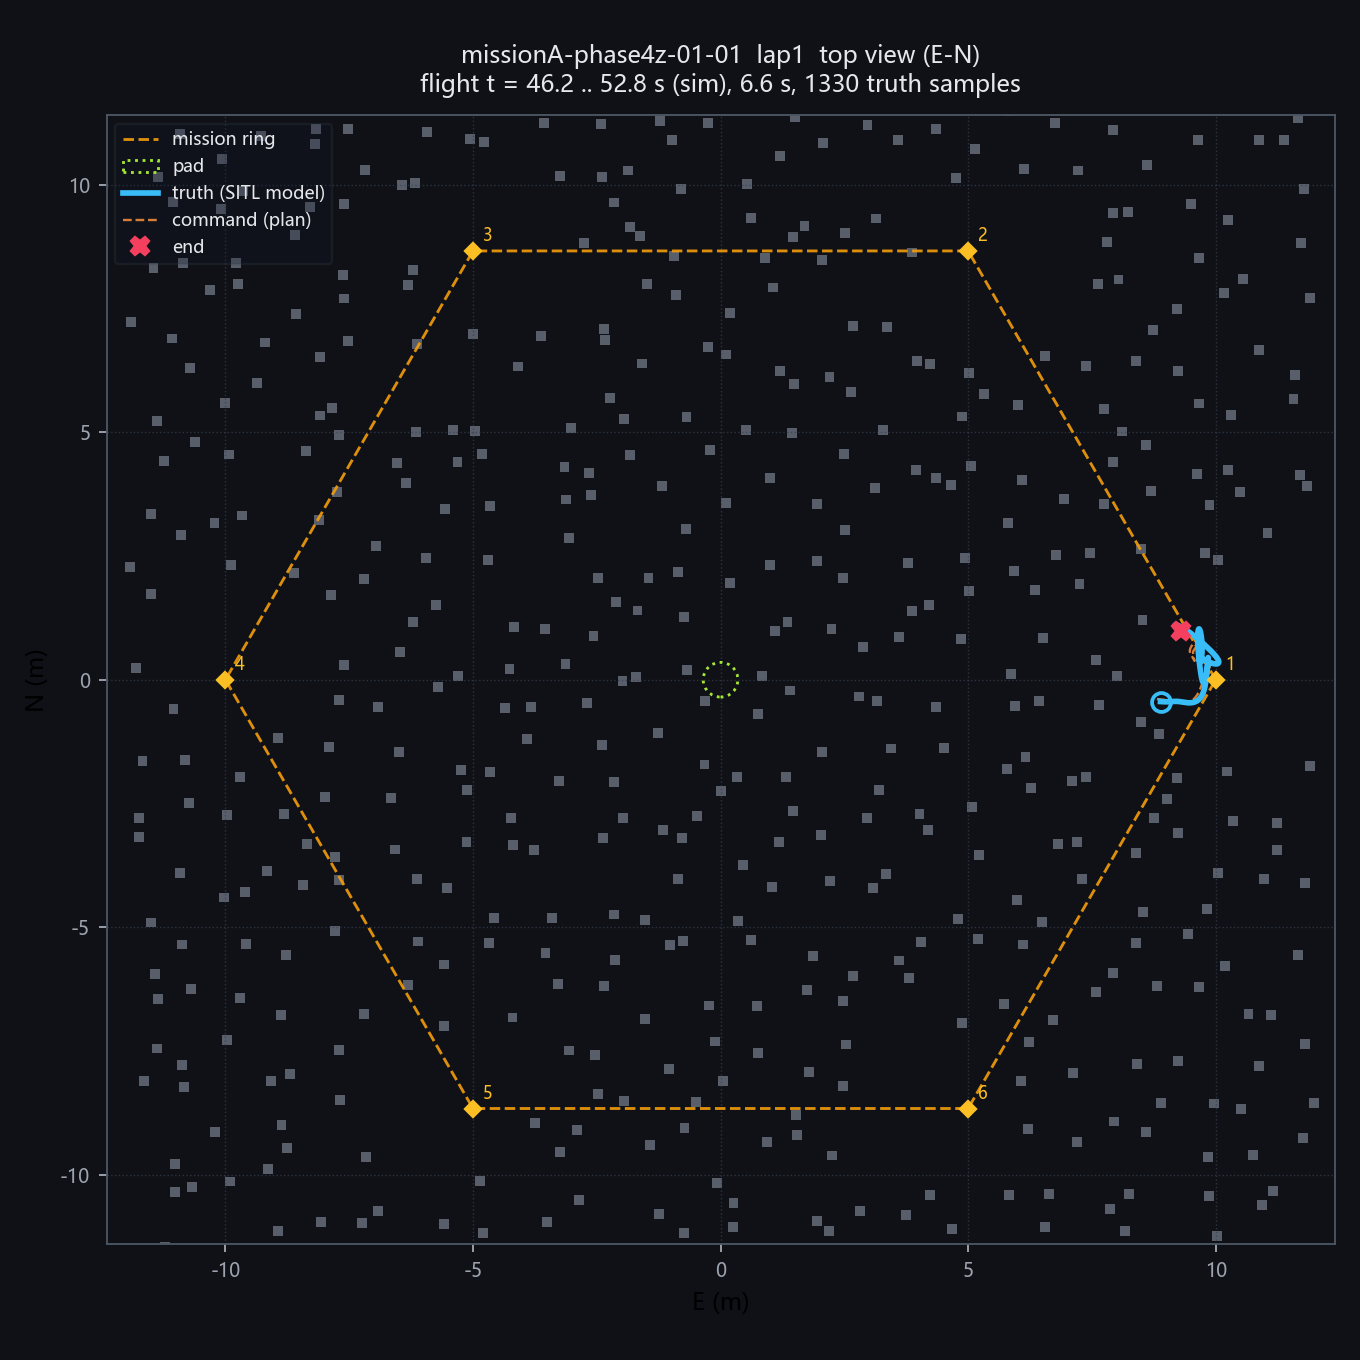 missionA-phase4z-01-01 lap1 top view (E-N)
flight t = 46.2 .. 52.8 s (sim), 6.6 s, 1330 truth samples
mission ring
pad
truth (SITL model)
command (plan)
end
10
5
0
-5
-10
N (m)
3
2
4
1
5
6
-10
-5
0
5
10
E (m)